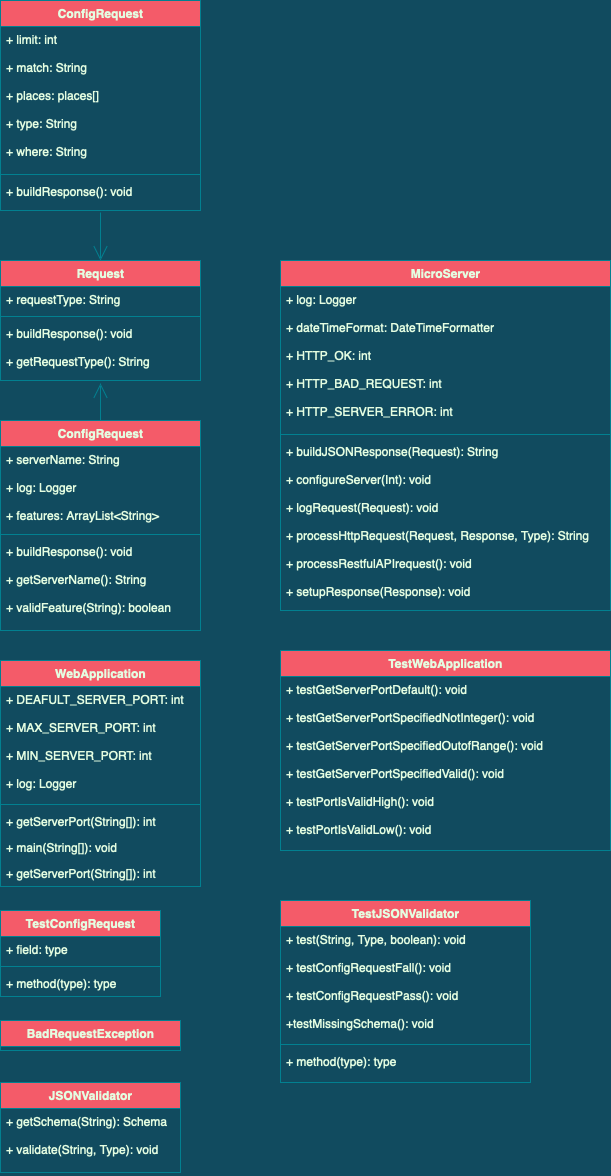 ConfigRequest
+ limit: int
+ match: String
+ places: places[]
+ type: String
+ where: String
+ buildResponse(): void
Request
+ requestType: String
+ buildResponse(): void
+ getRequestType(): String
ConfigRequest
+ serverName: String
+ log: Logger
+ features: ArrayList<String>
+ buildResponse(): void
+ getServerName(): String
+ validFeature(String): boolean
MicroServer
+ log: Logger
+ dateTimeFormat: DateTimeFormatter
+ HTTP_OK: int
+ HTTP_BAD_REQUEST: int
+ HTTP_SERVER_ERROR: int
+ buildJSONResponse(Request): String
+ configureServer(Int): void
+ logRequest(Request): void
+ processHttpRequest(Request, Response, Type): String
+ processRestfulAPIrequest(): void
+ setupResponse(Response): void
WebApplication
+ DEAFULT_SERVER_PORT: int
+ MAX_SERVER_PORT: int
+ MIN_SERVER_PORT: int
+ log: Logger
+ getServerPort(String[]): int
+ main(String[]): void
+ getServerPort(String[]): int
TestWebApplication
+ testGetServerPortDefault(): void
+ testGetServerPortSpecifiedNotInteger(): void
+ testGetServerPortSpecifiedOutofRange(): void
+ testGetServerPortSpecifiedValid(): void
+ testPortIsValidHigh(): void
+ testPortIsValidLow(): void
TestConfigRequest
+ field: type
+ method(type): type
TestJSONValidator
+ test(String, Type, boolean): void
+ testConfigRequestFall(): void
+ testConfigRequestPass(): void
+testMissingSchema(): void
+ method(type): type
BadRequestException
JSONValidator
+ getSchema(String): Schema
+ validate(String, Type): void